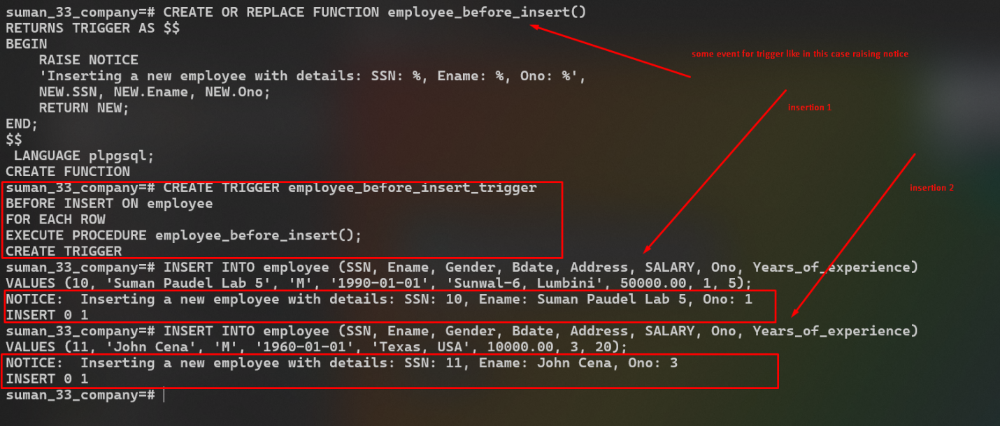 suman_33_company=# CREATE OR REPLACE FUNCTION employee_before_insert()
RETURNS TRIGGER AS $$
BEGIN
    RAISE NOTICE
    'Inserting a new employee with details: SSN: %, Ename: %, Ono: %',
    NEW.SSN, NEW.Ename, NEW.Ono;
    RETURN NEW;
END;
$$
 LANGUAGE plpgsql;
CREATE FUNCTION
suman_33_company=# CREATE TRIGGER employee_before_insert_trigger
BEFORE INSERT ON employee
FOR EACH ROW
EXECUTE PROCEDURE employee_before_insert();
CREATE TRIGGER
suman_33_company=# INSERT INTO employee (SSN, Ename, Gender, Bdate, Address, SALARY, Ono, Years_of_experience)
VALUES (10, 'Suman Paudel Lab 5', 'M', '1990-01-01', 'Sunwal-6, Lumbini', 50000.00, 1, 5);
NOTICE:  Inserting a new employee with details: SSN: 10, Ename: Suman Paudel Lab 5, Ono: 1
INSERT 0 1
suman_33_company=# INSERT INTO employee (SSN, Ename, Gender, Bdate, Address, SALARY, Ono, Years_of_experience)
VALUES (11, 'John Cena', 'M', '1960-01-01', 'Texas, USA', 10000.00, 3, 20);
NOTICE:  Inserting a new employee with details: SSN: 11, Ename: John Cena, Ono: 3
INSERT 0 1
suman_33_company=#
some event for trigger like in this case raising notice
insertion 1
insertion 2